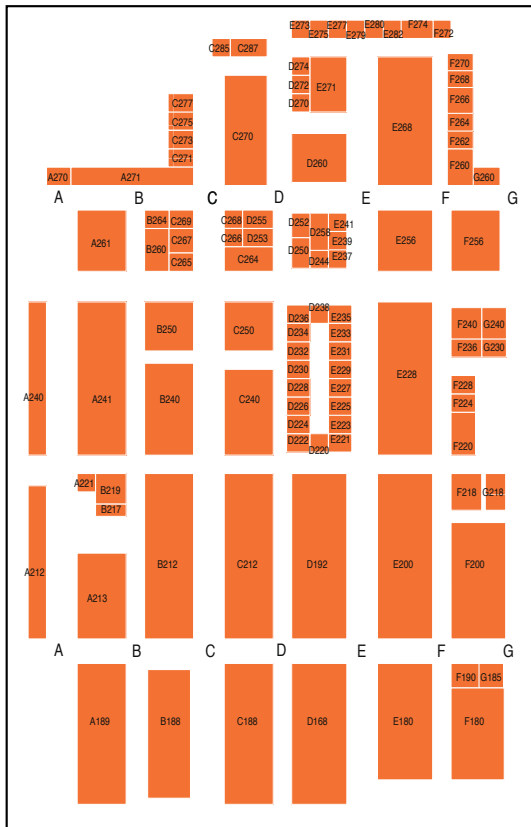 E273 E277 E280 F274
E275 E279 E282 F272
C285 C287
D274 F270
D272 E271 F268
C277 D270 F266
C275 C270 E268 F264
C273 D260 F262
C271 F260
A270 A271 G260
A B C D E F G
B264 C269 C268 D255 D252 D258 E241
A261 B260 C267 C266 D253 E239 E256 F256
C265 C264 D250 D244 E237
D238
D236 E235 F240 G240
B250 C250 D234 E233
D232 E231 F236 G230
A240 A241 B240 C240 D230 E229 E228
D228 E227 F228
D226 E225 F224
D224 E223
D222 D220 E221 F220
A221 B219 F218 G218
B217
A212 A213 B212 C212 D192 E200 F200
A B C D E F G
F190 G185
A189 B188 C188 D168 E180 F180